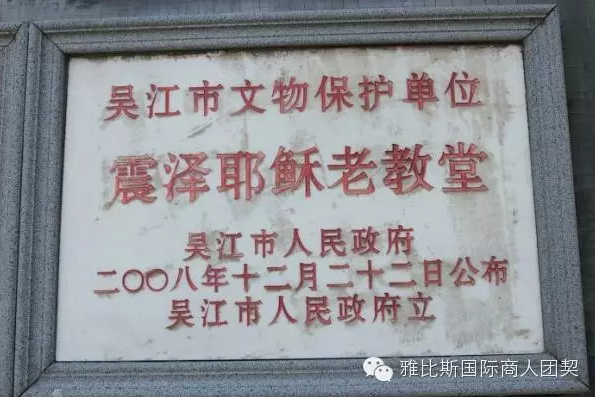 吴江市文物保护单位
震泽耶稣老教堂
吴江市人民政府
二〇〇八年十二月二十二日公布
吴江市人民政府立
雅比斯国际商人团契